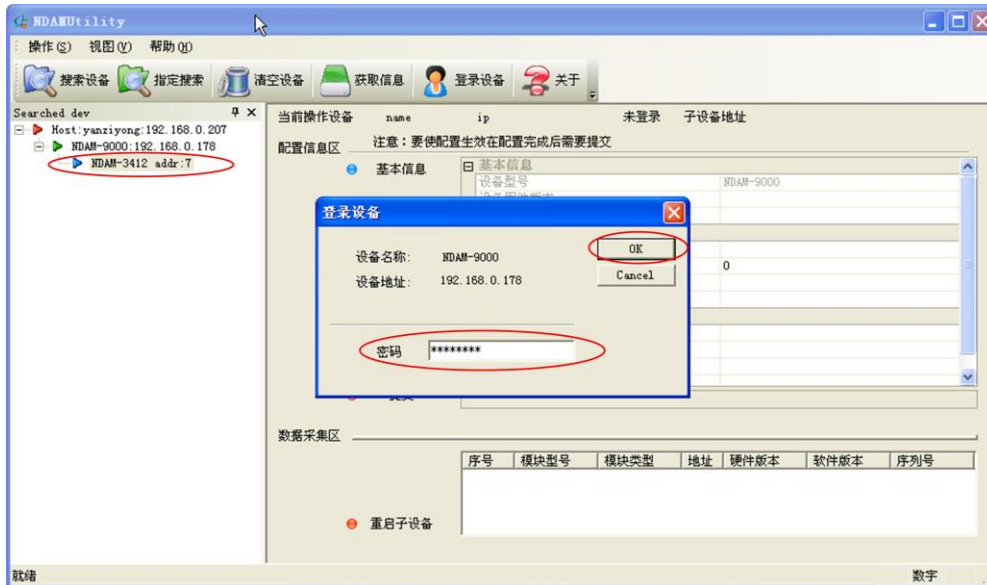 NDAMUtility
操作(S) 视图(V) 帮助(H)
搜索设备 指定搜索 清空设备 获取信息 登录设备 关于
Searched dev
Host:yanziyong:192.168.0.207
NDAM-9000:192.168.0.178
NDAM-3412 addr:7
当前操作设备 name ip 未登录 子设备地址
注意：要使配置生效在配置完成后需要提交
配置信息区
基本信息
基本信息
设备型号 NDAM-9000
0
登录设备
设备名称: NDAM-9000
设备地址: 192.168.0.178
OK
Cancel
密码 ********
数据采集区
序号 模块型号 模块类型 地址 硬件版本 软件版本 序列号
重启子设备
就绪 数字